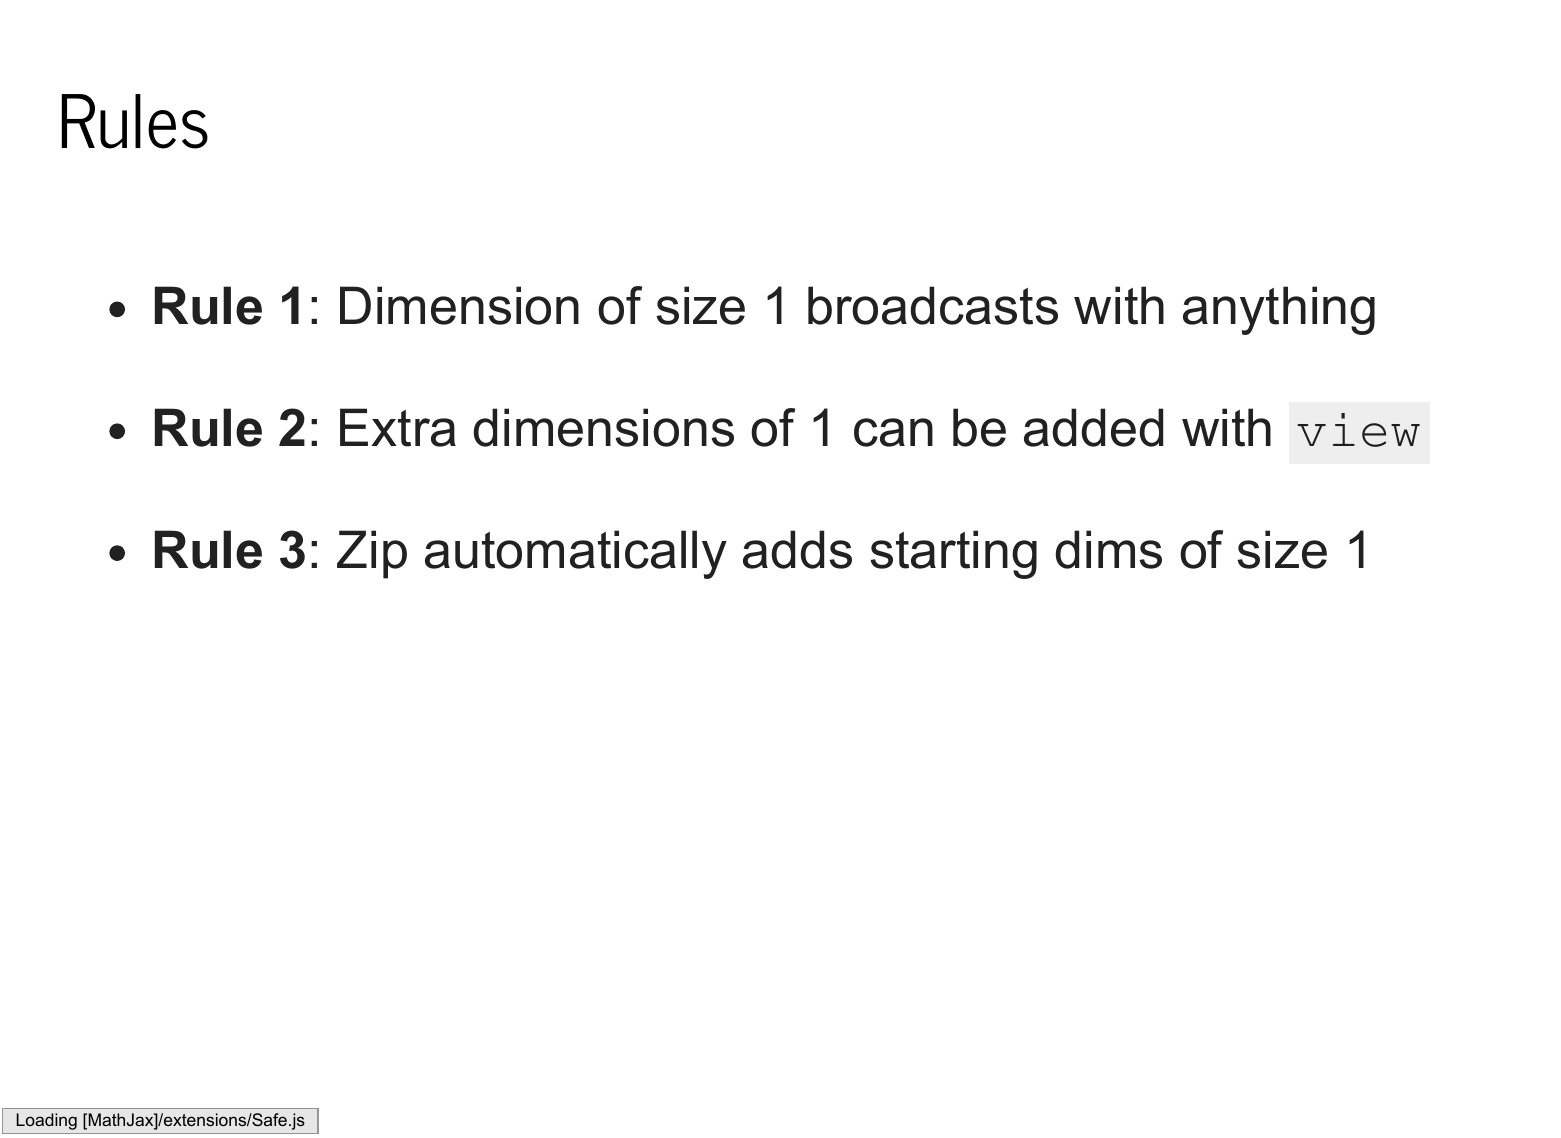 Rules
• Rule 1: Dimension of size 1 broadcasts with anything
• Rule 2: Extra dimensions of 1 can be added with view
• Rule 3: Zip automatically adds starting dims of size 1
Loading [MathJax]/extensions/Safe.js